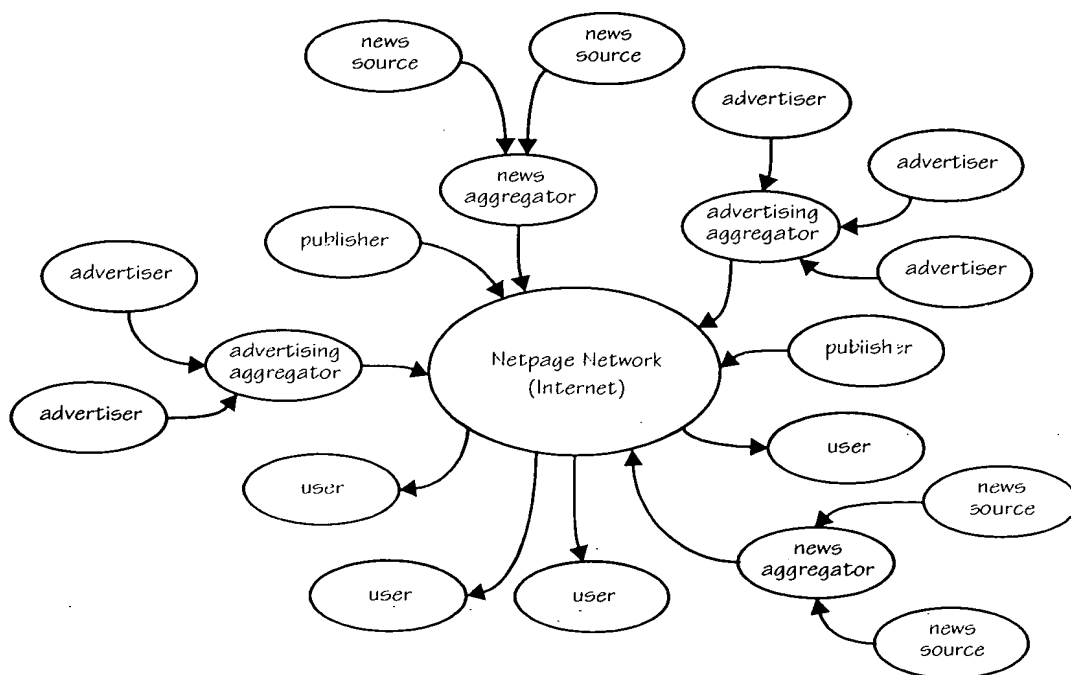 news
source
news
source
advertiser
advertiser
news
aggregator
advertising
aggregator
publisher
advertiser
advertiser
advertising
aggregator
Netpage Network
(Internet)
publisher
advertiser
user
user
news
source
news
aggregator
user
user
news
source